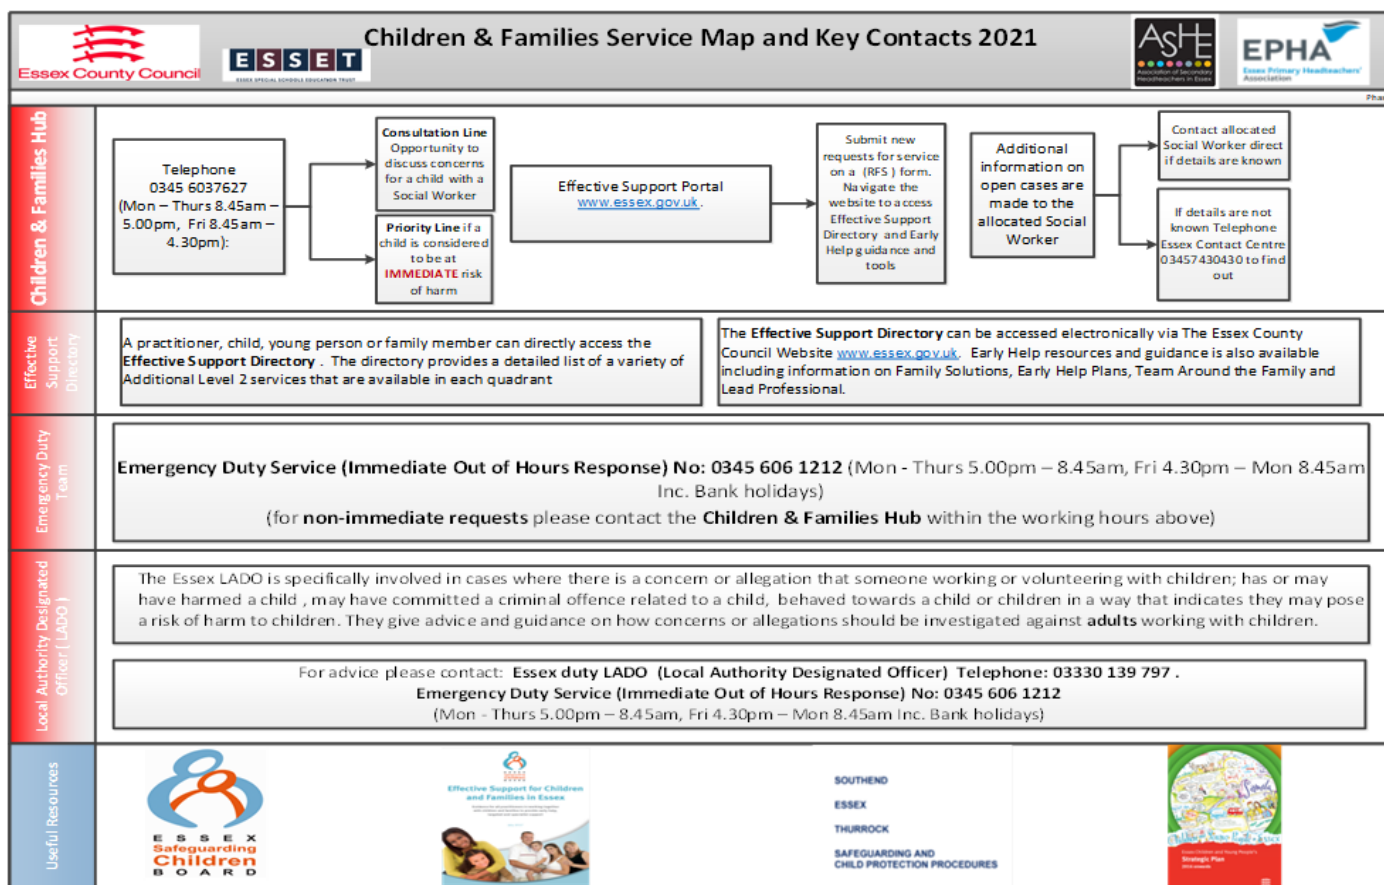 Children & Families Service Map and Key Contacts 2021
Essex County Council
ESSET
ESSEX SPECIAL SCHOOLS EDUCATION TRUST
ASHE
Association of Secondary
Headteachers in Essex
EPHA
Essex Primary Headteachers'
Association
Children & Families Hub
Telephone
0345 6037627
(Mon – Thurs 8.45am –
5.00pm, Fri 8.45am –
4.30pm):
Consultation Line
Opportunity to
discuss concerns
for a child with a
Social Worker
Priority Line if a
child is considered
to be at
IMMEDIATE risk
of harm
Effective Support Portal
www.essex.gov.uk .
Submit new
requests for service
on a (RFS ) form.
Navigate the
website to access
Effective Support
Directory and Early
Help guidance and
tools
Additional
information on
open cases are
made to the
allocated Social
Worker
Contact allocated
Social Worker direct
if details are known
If details are not
known Telephone
Essex Contact Centre
03457430430 to find
out
Effective
Support
Directory
A practitioner, child, young person or family member can directly access the
Effective Support Directory . The directory provides a detailed list of a variety of
Additional Level 2 services that are available in each quadrant
The Effective Support Directory can be accessed electronically via The Essex County
Council Website www.essex.gov.uk. Early Help resources and guidance is also available
including information on Family Solutions, Early Help Plans, Team Around the Family and
Lead Professional.
Emergency Duty
Team
Emergency Duty Service (Immediate Out of Hours Response) No: 0345 606 1212 (Mon - Thurs 5.00pm – 8.45am, Fri 4.30pm – Mon 8.45am
Inc. Bank holidays)
(for non-immediate requests please contact the Children & Families Hub within the working hours above)
Local Authority Designated
Officer ( LADO )
The Essex LADO is specifically involved in cases where there is a concern or allegation that someone working or volunteering with children; has or may
have harmed a child , may have committed a criminal offence related to a child, behaved towards a child or children in a way that indicates they may pose
a risk of harm to children. They give advice and guidance on how concerns or allegations should be investigated against adults working with children.
For advice please contact: Essex duty LADO (Local Authority Designated Officer) Telephone: 03330 139 797 .
Emergency Duty Service (Immediate Out of Hours Response) No: 0345 606 1212
(Mon - Thurs 5.00pm – 8.45am, Fri 4.30pm – Mon 8.45am Inc. Bank holidays)
Useful Resources
ESSEX
Safeguarding
Children
BOARD
Effective Support for Children
and Families in Essex
SOUTHEND
ESSEX
THURROCK
SAFEGUARDING AND
CHILD PROTECTION PROCEDURES
Essex Children and Young People's
Strategic Plan